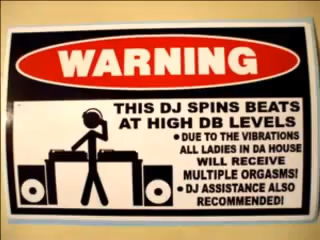 WARNING
THIS DJ SPINS BEATS
AT HIGH DB LEVELS
• DUE TO THE VIBRATIONS
ALL LADIES IN DA HOUSE
WILL RECEIVE
MULTIPLE ORGASMS!
• DJ ASSISTANCE ALSO
RECOMMENDED!